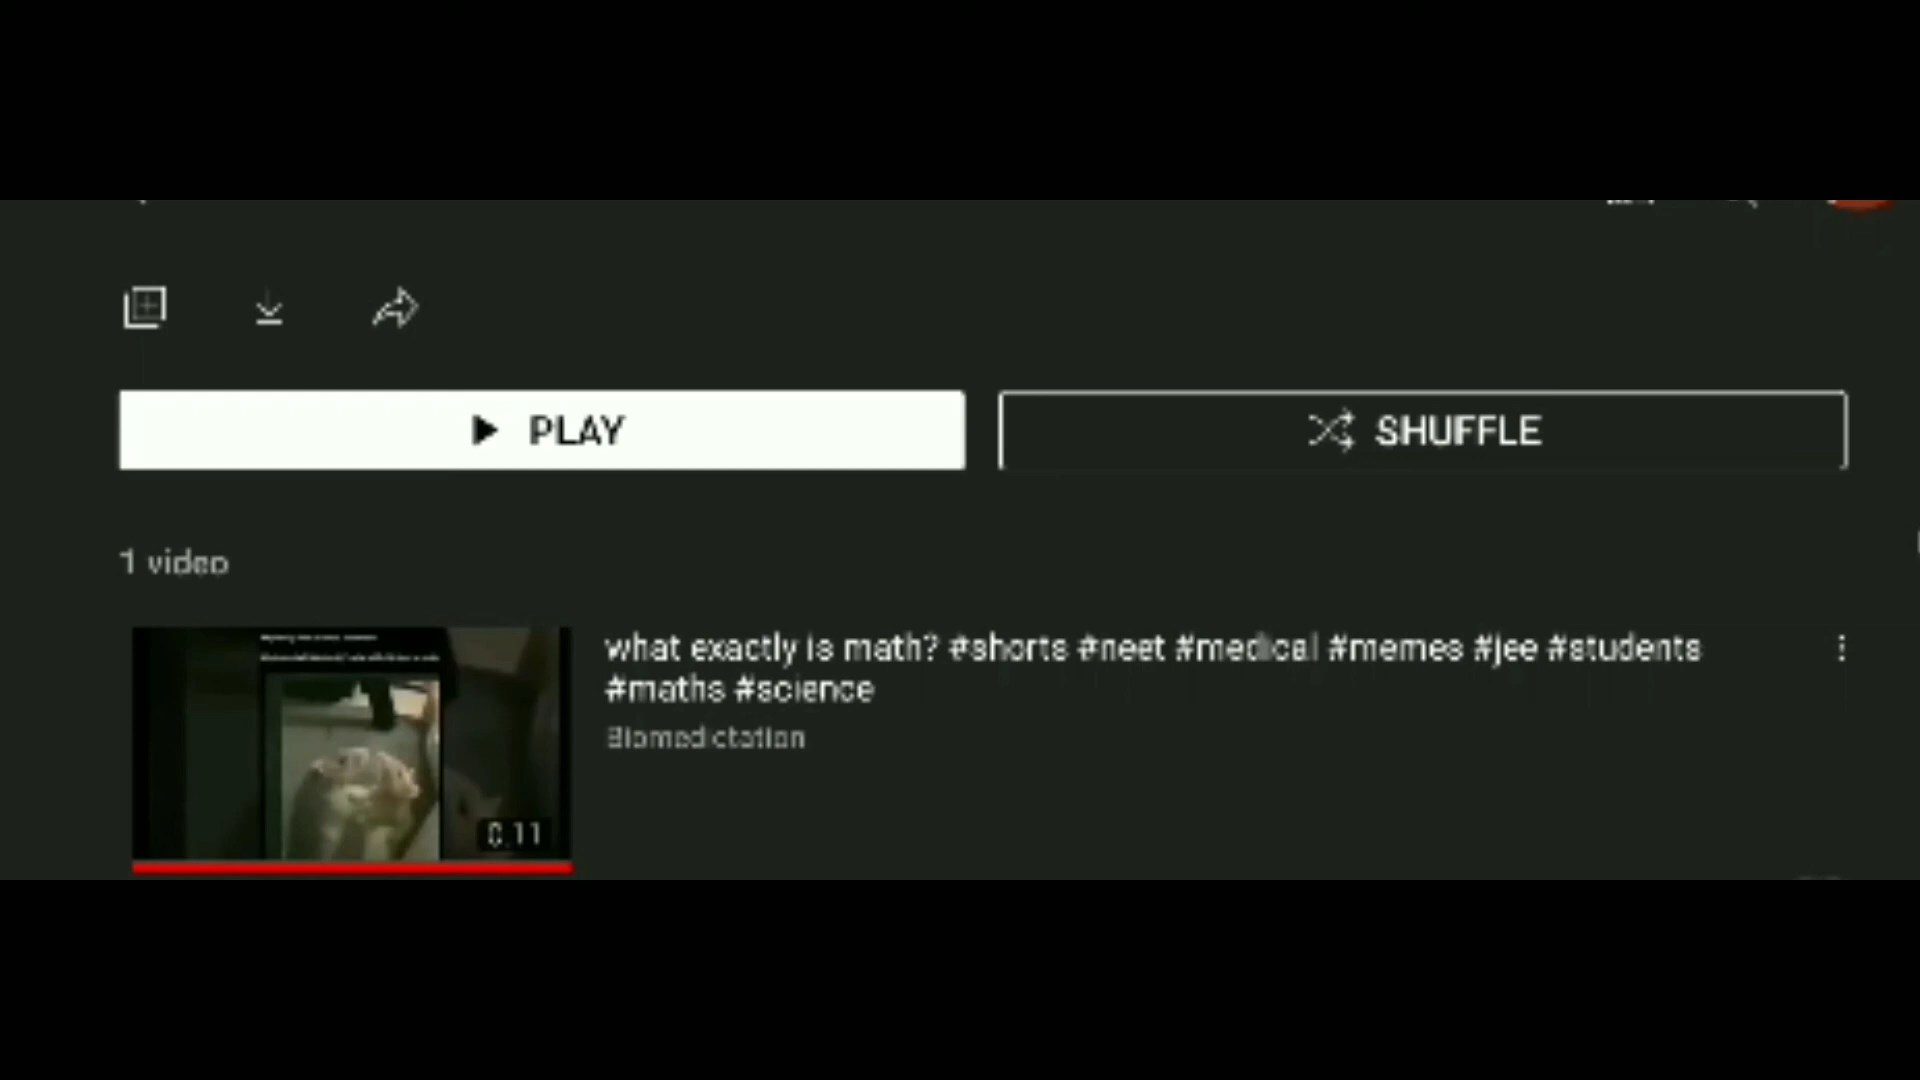 PLAY
SHUFFLE
1 video
what exactly is math? #shorts #neet #medical #memes #jee #students
#maths #science
Biomedictation
0:11